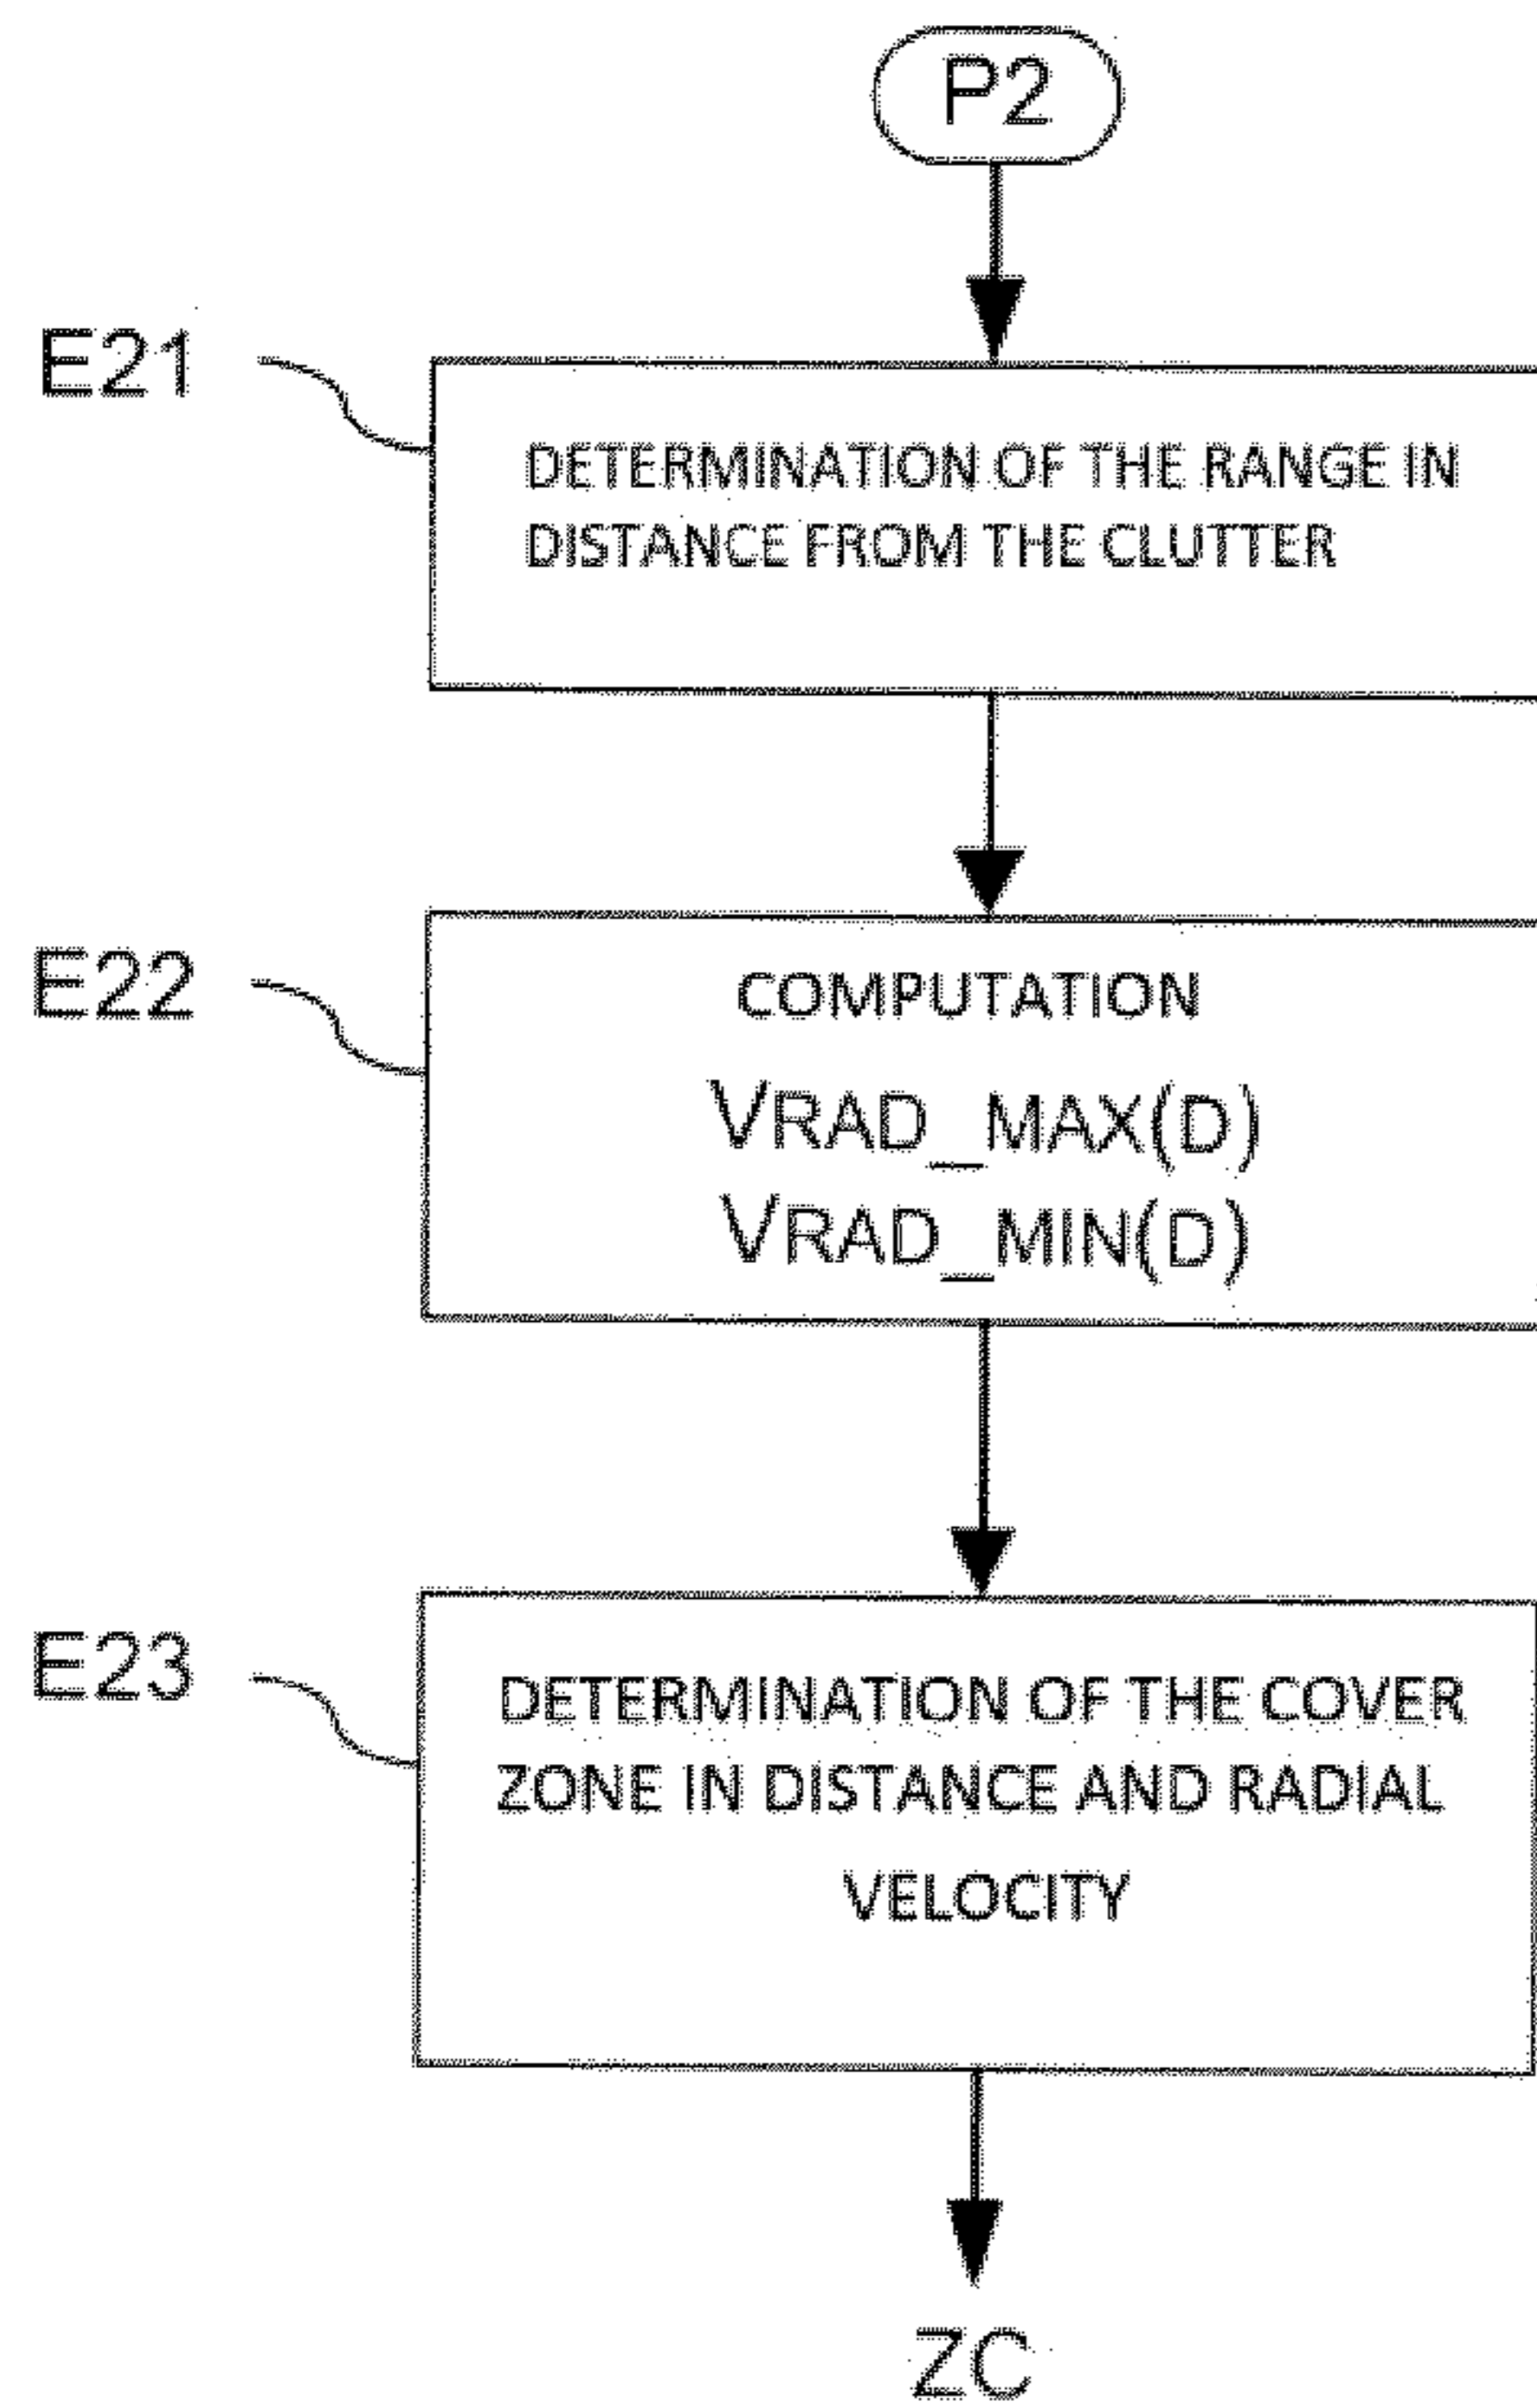 P2
E21
DETERMINATION OF THE RANGE IN
DISTANCE FROM THE CLUTTER
E22
COMPUTATION
VRAD_MAX(D)
VRAD_MIN(D)
E23
DETERMINATION OF THE COVER
ZONE IN DISTANCE AND RADIAL
VELOCITY
ZC